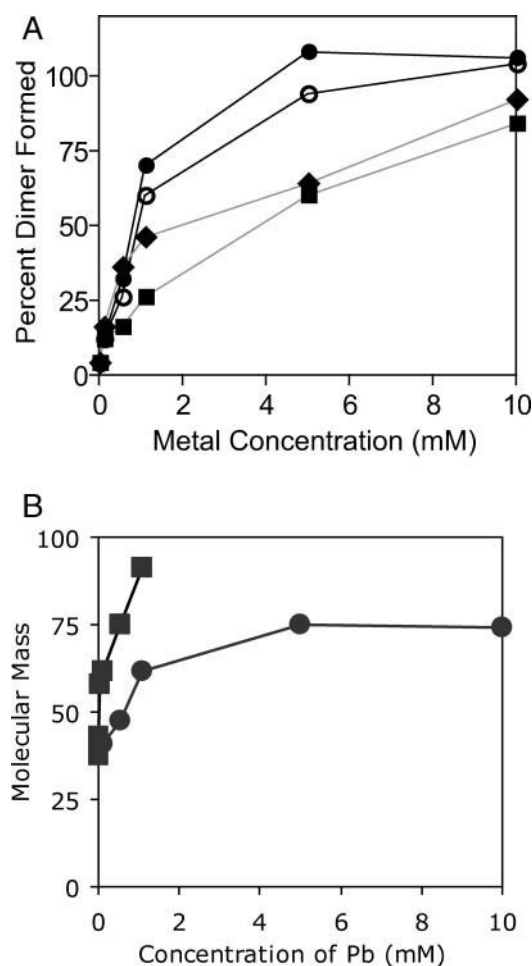 A
Percent Dimer Formed
100
75
50
25
0
0 2 4 6 8 10
Metal Concentration (mM)
B
Molecular Mass
100
75
50
25
0
0 2 4 6 8 10
Concentration of Pb (mM)